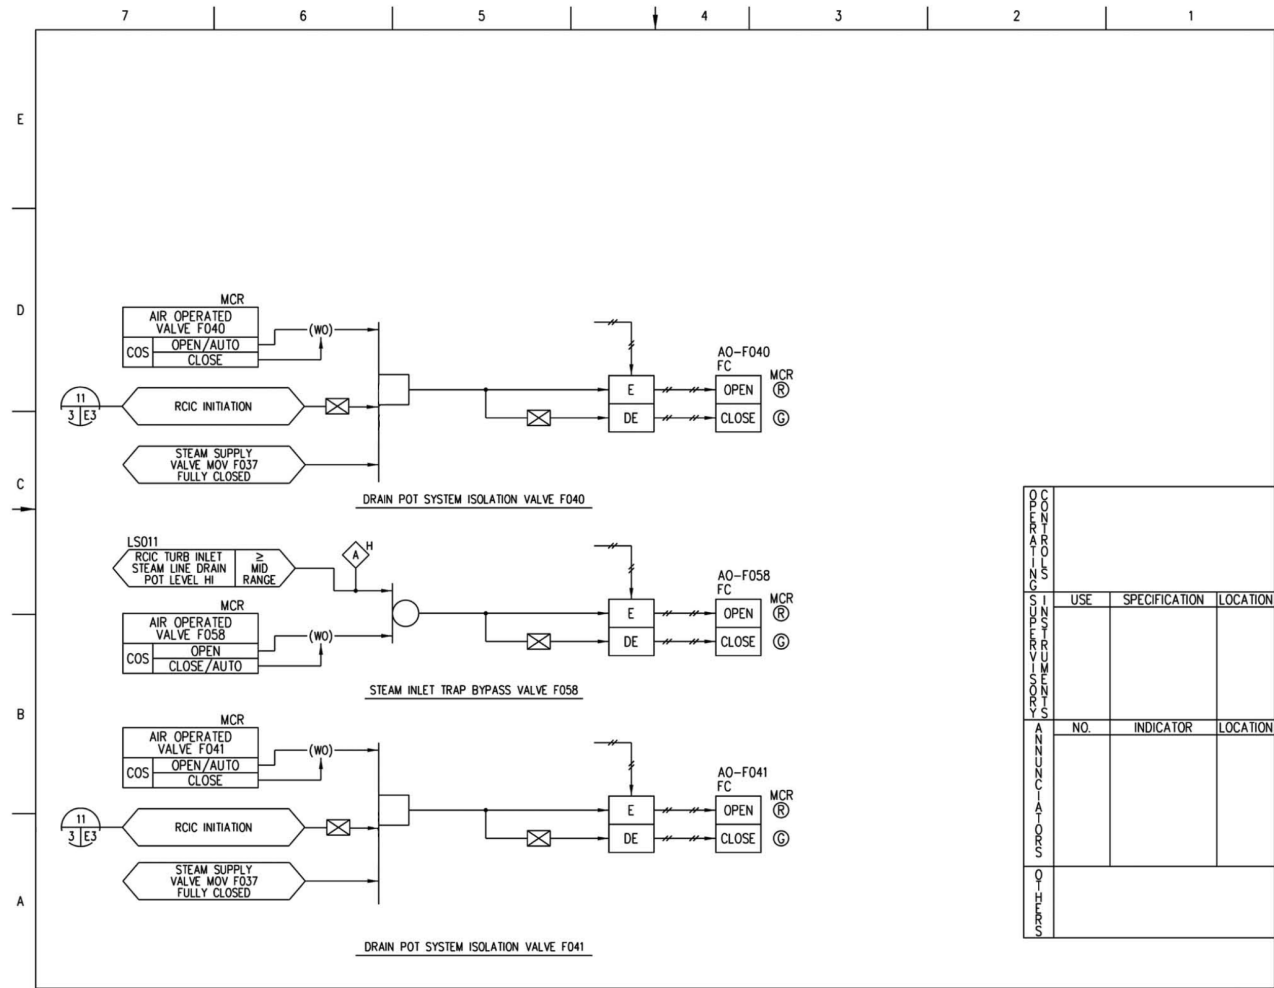 7 6 5 4 3 2 1
E
D
C
B
A
MCR
AIR OPERATED
VALVE F040
COS
OPEN/AUTO
CLOSE
(WO)
11
3 E3
RCIC INITIATION
STEAM SUPPLY
VALVE MOV F037
FULLY CLOSED
E
DE
AO-F040
FC
OPEN
CLOSE
MCR
R
G
DRAIN POT SYSTEM ISOLATION VALVE F040
LS011
RCIC TURB INLET
STEAM LINE DRAIN
POT LEVEL HI
≥
MID
RANGE
A
H
MCR
AIR OPERATED
VALVE F058
COS
OPEN
CLOSE/AUTO
(WO)
E
DE
AO-F058
FC
OPEN
CLOSE
MCR
R
G
STEAM INLET TRAP BYPASS VALVE F058
MCR
AIR OPERATED
VALVE F041
COS
OPEN/AUTO
CLOSE
(WO)
11
3 E3
RCIC INITIATION
STEAM SUPPLY
VALVE MOV F037
FULLY CLOSED
E
DE
AO-F041
FC
OPEN
CLOSE
MCR
R
G
DRAIN POT SYSTEM ISOLATION VALVE F041
OPERATING
CONTROLS
SUPERVISORY
INSTRUMENTS
USE SPECIFICATION LOCATION
ANNUNCIATORS
NO. INDICATOR LOCATION
OTHERS